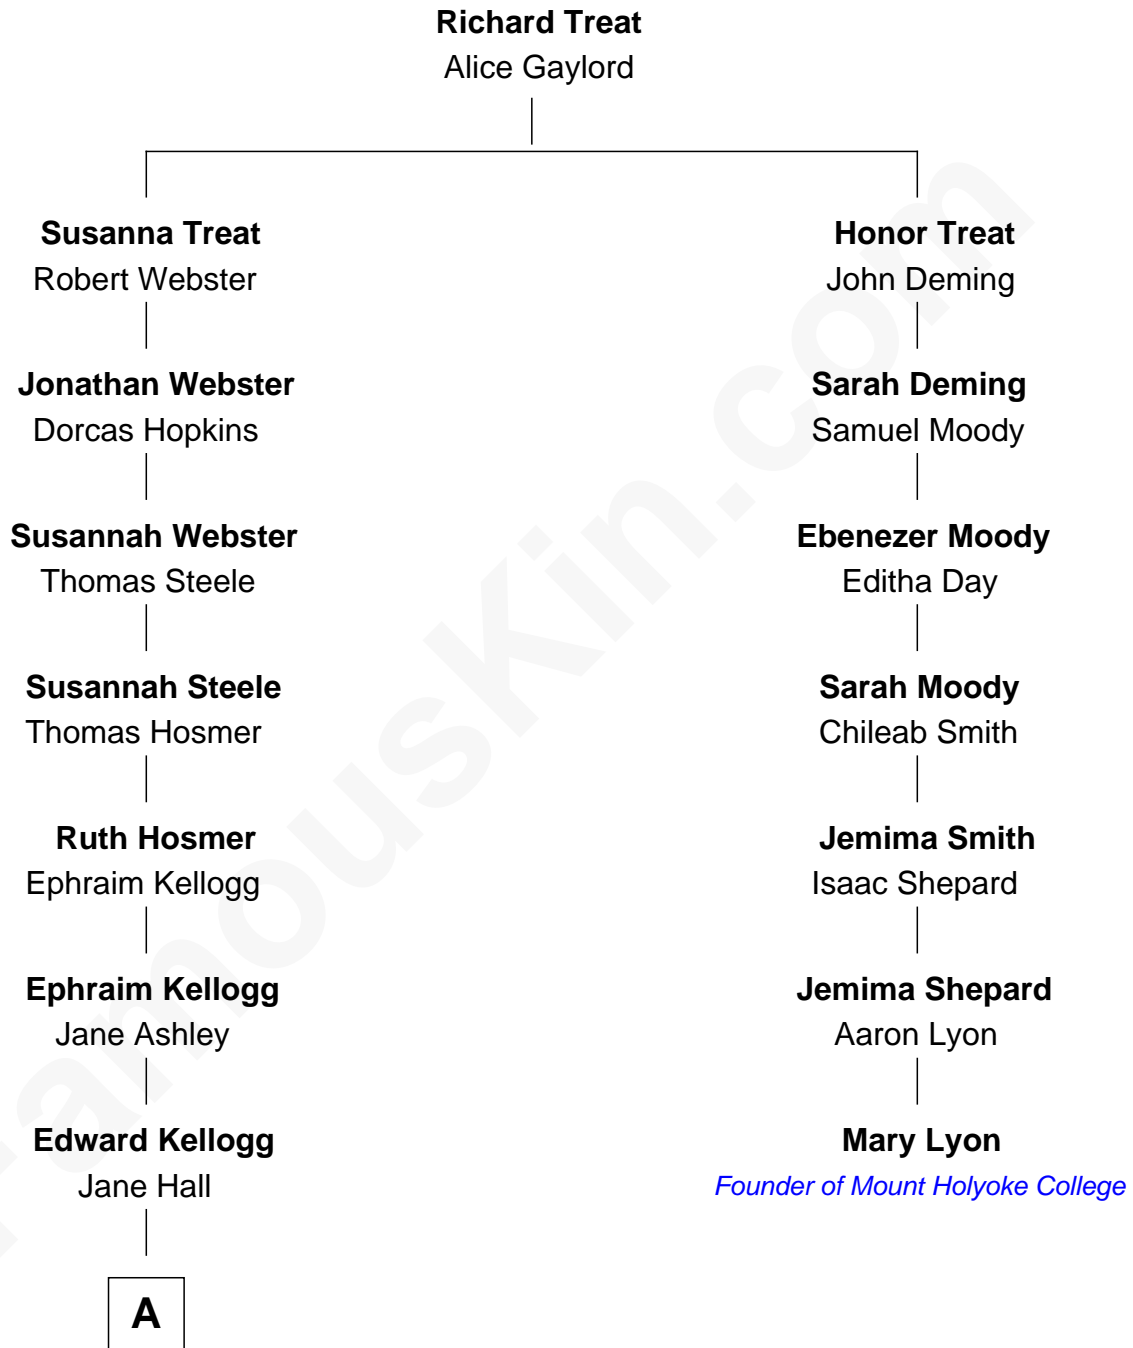 Richard Treat
Alice Gaylord
Susanna Treat
Robert Webster
Honor Treat
John Deming
Jonathan Webster
Dorcas Hopkins
Sarah Deming
Samuel Moody
Susannah Webster
Thomas Steele
Ebenezer Moody
Editha Day
Susannah Steele
Thomas Hosmer
Sarah Moody
Chileab Smith
Ruth Hosmer
Ephraim Kellogg
Jemima Smith
Isaac Shepard
Ephraim Kellogg
Jane Ashley
Jemima Shepard
Aaron Lyon
Edward Kellogg
Jane Hall
Mary Lyon
Founder of Mount Holyoke College
A
FamousKin.com